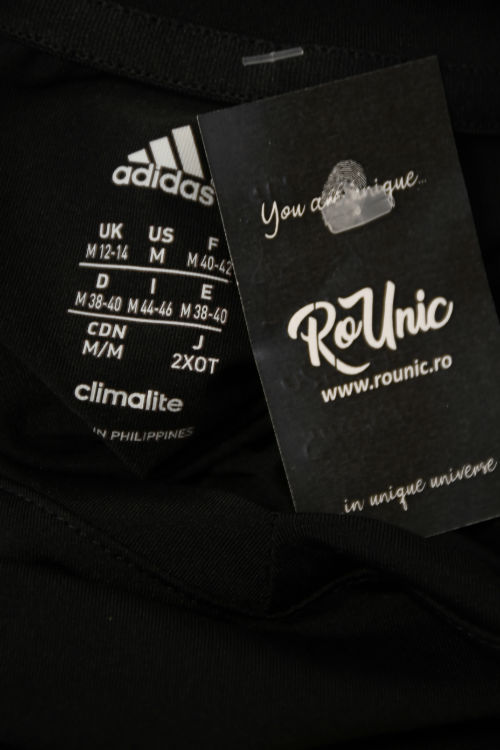 adidas
UK US F
M 12-14 M M 40-42
D I E
M 38-40 M 44-46 M 38-40
CDN J
M/M 2XOT
climalite
IN PHILIPPINES
You are unique...
RoUnic
www.rounic.ro
in unique universe